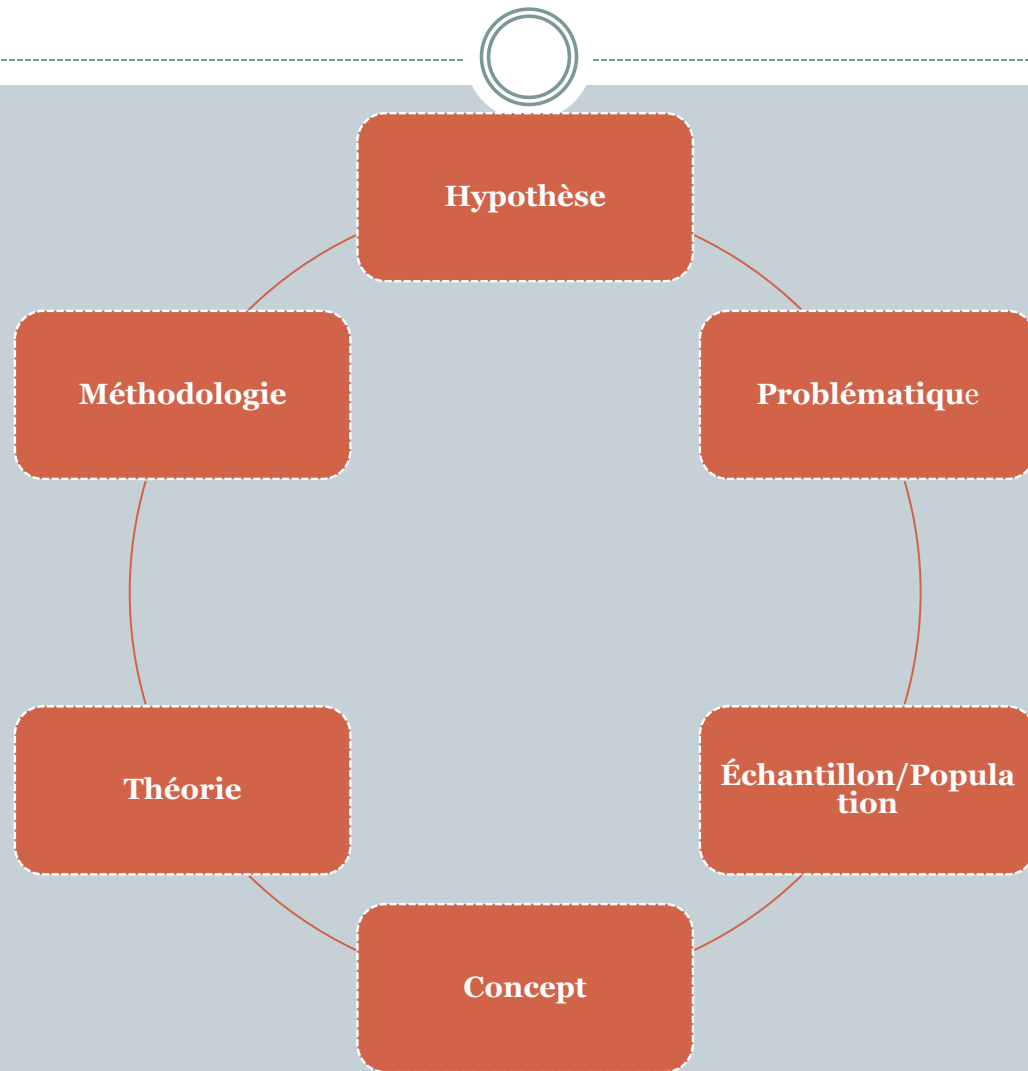 Hypothèse
Méthodologie
Problématique
Théorie
Échantillon/Popula
tion
Concept